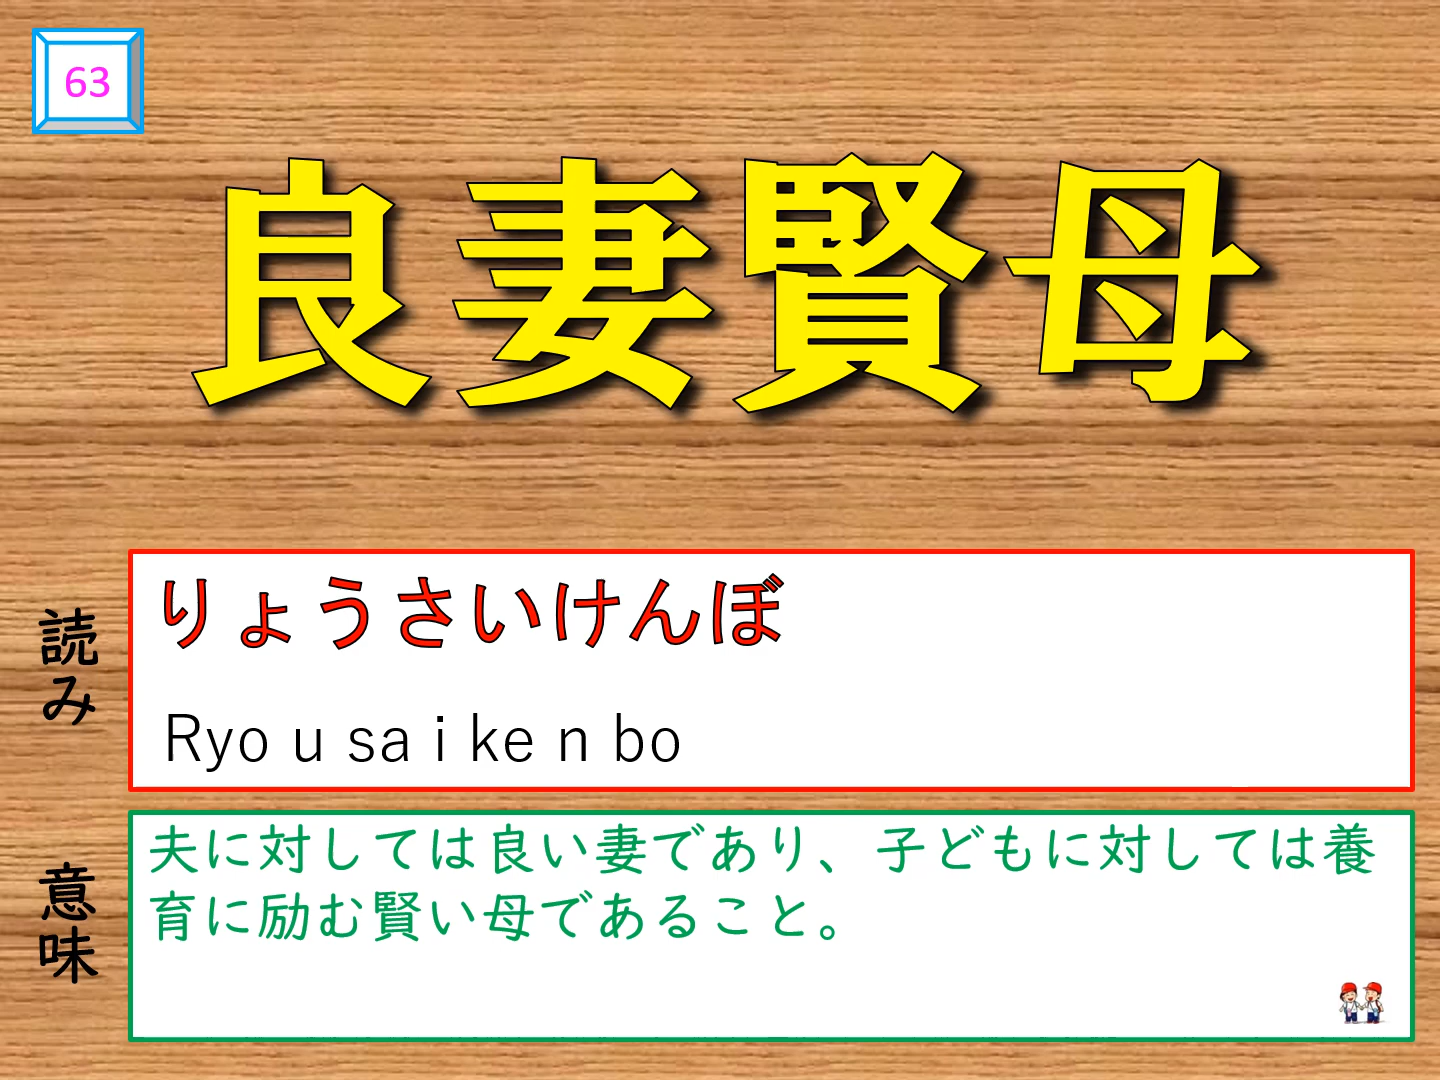 63
良妻賢母
読み
りょうさいけんぼ
Ryo u sa i ke n bo
意味
夫に対しては良い妻であり、子どもに対しては養
育に励む賢い母であること。